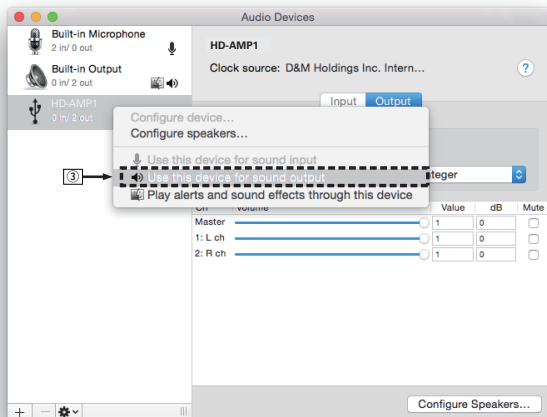 Audio Devices
Built-in Microphone
2 in/ 0 out
Built-in Output
0 in/ 2 out
HD-AMP1
0 in/ 2 out
HD-AMP1
Clock source: D&M Holdings Inc. Intern...
?
Input Output
Configure device...
Configure speakers...
Use this device for sound input
③ Use this device for sound output
Play alerts and sound effects through this device
teger
Ch Volume Value dB Mute
Master 1 0
1: L ch 1 0
2: R ch 1 0
Configure Speakers...